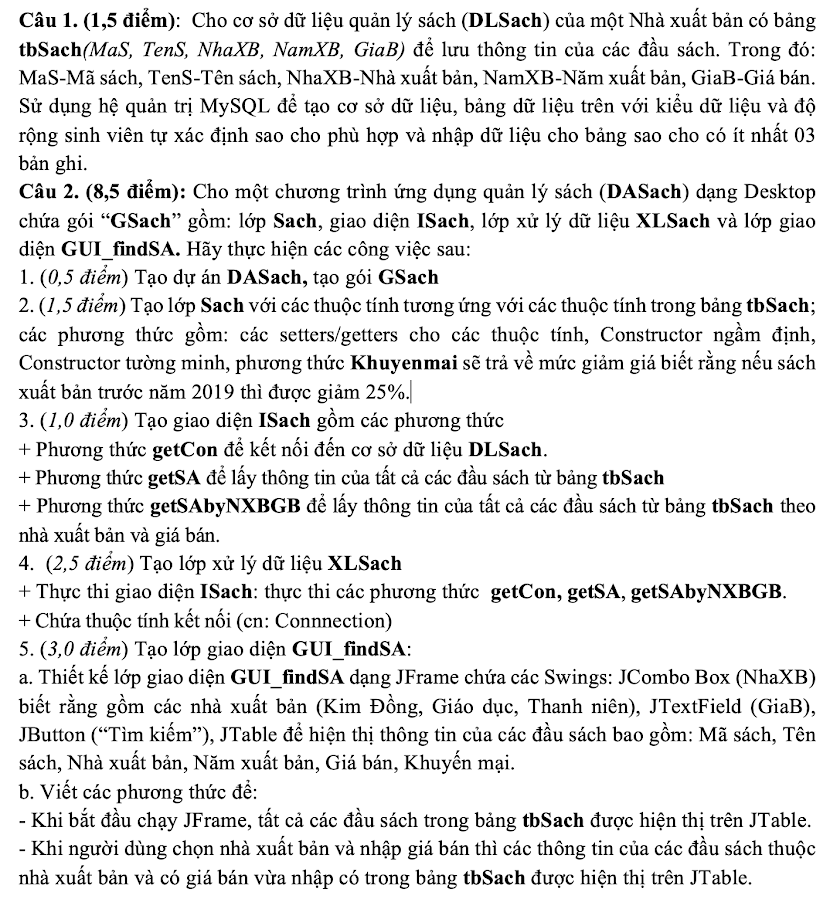 Câu 1. (1,5 điểm): Cho cơ sở dữ liệu quản lý sách (DLSach) của một Nhà xuất bản có bảng
tbSach(MaS, TenS, NhaXB, NamXB, GiaB) để lưu thông tin của các đầu sách. Trong đó:
MaS-Mã sách, TenS-Tên sách, NhaXB-Nhà xuất bản, NamXB-Năm xuất bản, GiaB-Giá bán.
Sử dụng hệ quản trị MySQL để tạo cơ sở dữ liệu, bảng dữ liệu trên với kiểu dữ liệu và độ
rộng sinh viên tự xác định sao cho phù hợp và nhập dữ liệu cho bảng sao cho có ít nhất 03
bản ghi.
Câu 2. (8,5 điểm): Cho một chương trình ứng dụng quản lý sách (DASach) dạng Desktop
chứa gói “GSach” gồm: lớp Sach, giao diện ISach, lớp xử lý dữ liệu XLSach và lớp giao
diện GUI_findSA. Hãy thực hiện các công việc sau:
1. (0,5 điểm) Tạo dự án DASach, tạo gói GSach
2. (1,5 điểm) Tạo lớp Sach với các thuộc tính tương ứng với các thuộc tính trong bảng tbSach;
các phương thức gồm: các setters/getters cho các thuộc tính, Constructor ngầm định,
Constructor tường minh, phương thức Khuyenmai sẽ trả về mức giảm giá biết rằng nếu sách
xuất bản trước năm 2019 thì được giảm 25%.
3. (1,0 điểm) Tạo giao diện ISach gồm các phương thức
+ Phương thức getCon để kết nối đến cơ sở dữ liệu DLSach.
+ Phương thức getSA để lấy thông tin của tất cả các đầu sách từ bảng tbSach
+ Phương thức getSAbyNXBGB để lấy thông tin của tất cả các đầu sách từ bảng tbSach theo
nhà xuất bản và giá bán.
4. (2,5 điểm) Tạo lớp xử lý dữ liệu XLSach
+ Thực thi giao diện ISach: thực thi các phương thức getCon, getSA, getSAbyNXBGB.
+ Chứa thuộc tính kết nối (cn: Connnection)
5. (3,0 điểm) Tạo lớp giao diện GUI_findSA:
a. Thiết kế lớp giao diện GUI_findSA dạng JFrame chứa các Swings: JCombo Box (NhaXB)
biết rằng gồm các nhà xuất bản (Kim Đồng, Giáo dục, Thanh niên), JTextField (GiaB),
JButton (“Tìm kiếm”), JTable để hiện thị thông tin của các đầu sách bao gồm: Mã sách, Tên
sách, Nhà xuất bản, Năm xuất bản, Giá bán, Khuyến mại.
b. Viết các phương thức để:
- Khi bắt đầu chạy JFrame, tất cả các đầu sách trong bảng tbSach được hiện thị trên JTable.
- Khi người dùng chọn nhà xuất bản và nhập giá bán thì các thông tin của các đầu sách thuộc
nhà xuất bản và có giá bán vừa nhập có trong bảng tbSach được hiện thị trên JTable.